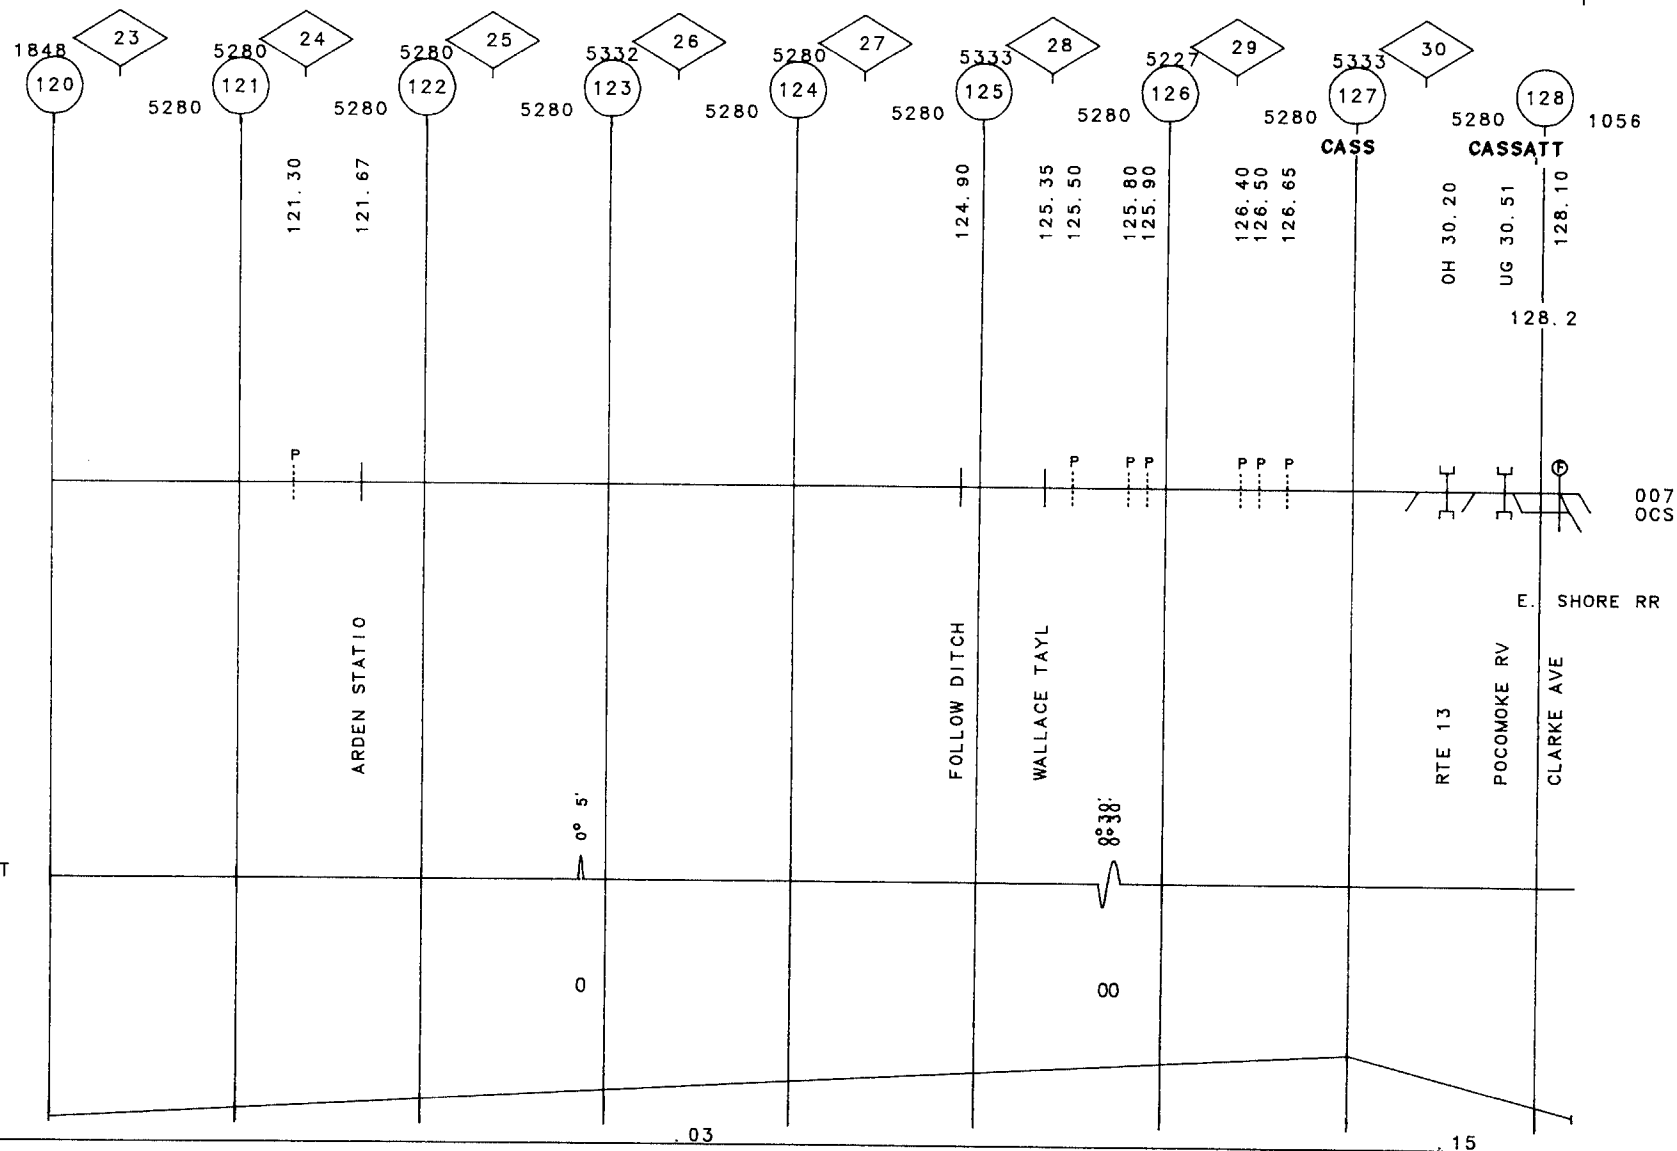 23 24 25 26 27 28 29 30
1848 5280 5280 5332 5280 5333 5227 5333
120 121 122 123 124 125 126 127 128
5280 5280 5280 5280 5280 5280 5280 5280 1056
CASS CASSATT
121.30
121.67
124.90
125.35
125.50
125.80
125.90
126.40
126.50
126.65
OH 30.20
UG 30.51
128.10
128.2
P P P P P P P F
007
OCS
E. SHORE RR
ARDEN STATIO
FOLLOW DITCH
WALLACE TAYL
RTE 13
POCOMOKE RV
CLARKE AVE
0° 5'
0°30'
0°30'
T
0 00
.03 .15